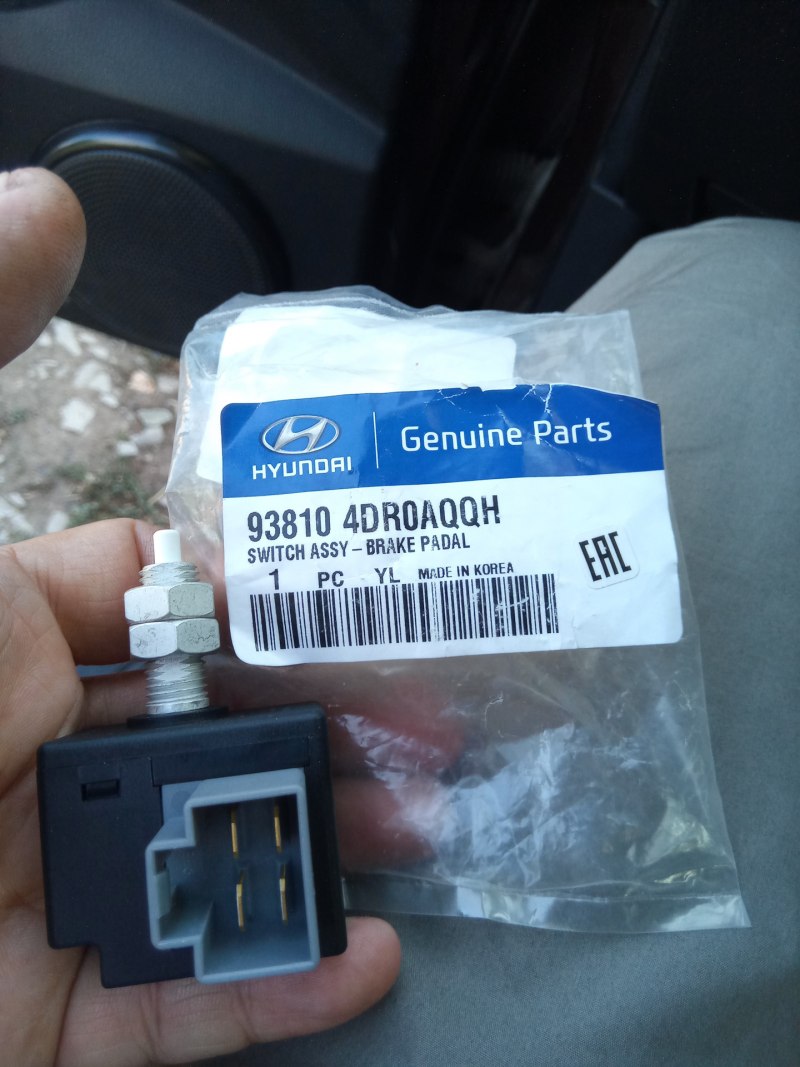 HYUNDAI
Genuine Parts
93810 4DR0AQQH
SWITCH ASSY – BRAKE PADAL
1 PC YL MADE IN KOREA
EAC